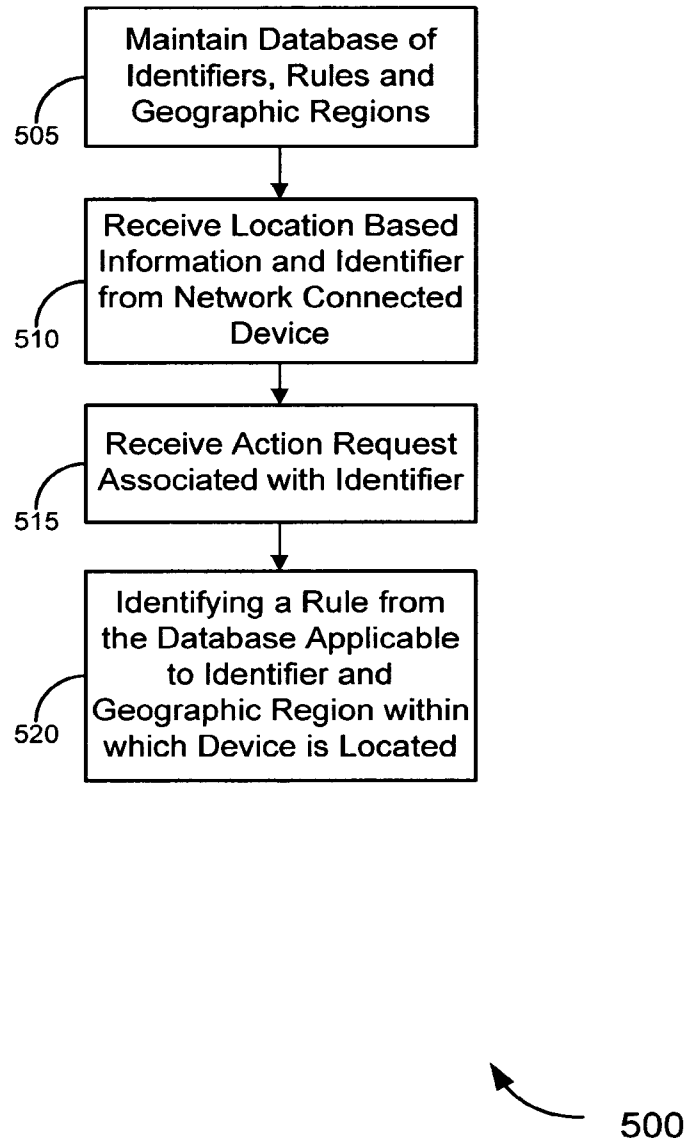 Maintain Database of
Identifiers, Rules and
Geographic Regions
505
Receive Location Based
Information and Identifier
from Network Connected
Device
510
Receive Action Request
Associated with Identifier
515
Identifying a Rule from
the Database Applicable
to Identifier and
Geographic Region within
which Device is Located
520
500